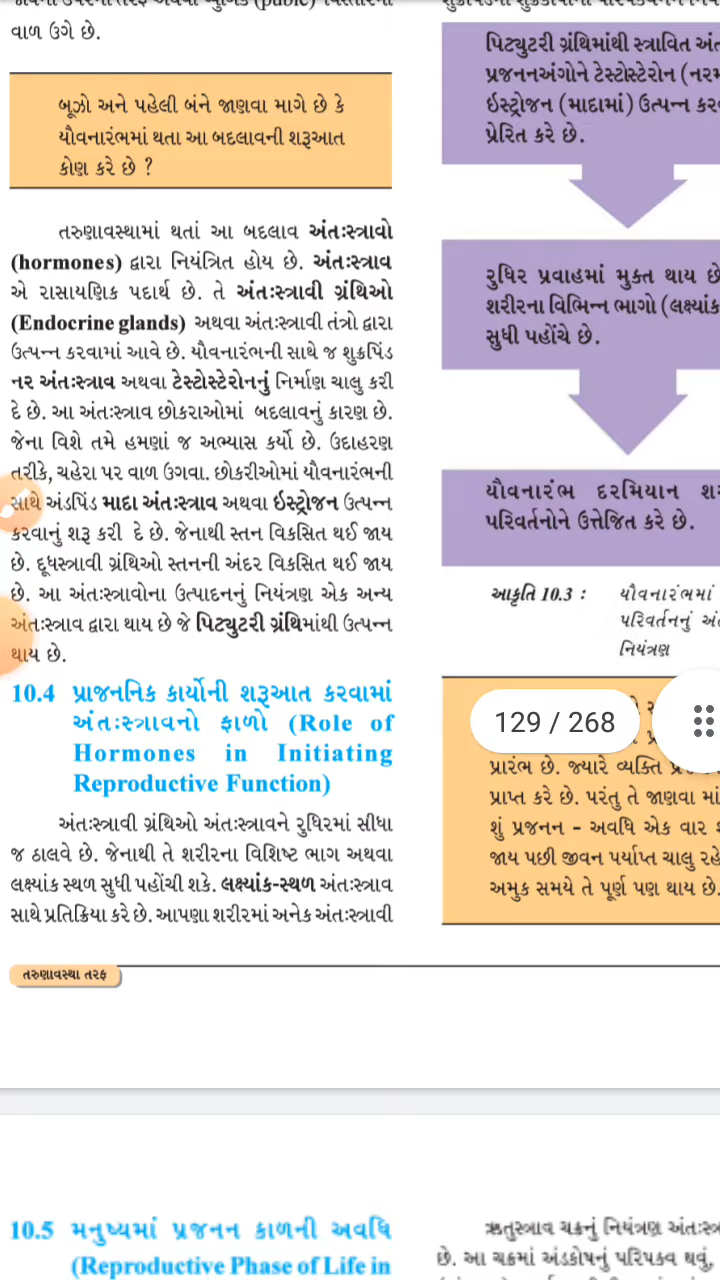 વાળ ઉગે છે.
બૂઝો અને પહેલી બંને જાણવા માગે છે કે
યૌવનારંભમાં થતા આ બદલાવની શરૂઆત
કોણ કરે છે ?
તરુણાવસ્થામાં થતાં આ બદલાવ અંતઃસ્ત્રાવો
(hormones) દ્વારા નિયંત્રિત હોય છે. અંતઃસ્ત્રાવ
એ રાસાયણિક પદાર્થ છે. તે અંતઃસ્ત્રાવી ગ્રંથિઓ
(Endocrine glands) અથવા અંતઃસ્ત્રાવી તંત્રો દ્વારા
ઉત્પન્ન કરવામાં આવે છે. યૌવનારંભની સાથે જ શુક્રપિંડ
નર અંતઃસ્ત્રાવ અથવા ટેસ્ટોસ્ટેરોનનું નિર્માણ ચાલુ કરી
દે છે. આ અંતઃસ્ત્રાવ છોકરાઓમાં બદલાવનું કારણ છે.
જેના વિશે તમે હમણાં જ અભ્યાસ કર્યો છે. ઉદાહરણ
તરીકે, ચહેરા પર વાળ ઉગવા. છોકરીઓમાં યૌવનારંભની
સાથે અંડપિંડ માદા અંતઃસ્ત્રાવ અથવા ઇસ્ટ્રોજન ઉત્પન્ન
કરવાનું શરૂ કરી દે છે. જેનાથી સ્તન વિકસિત થઈ જાય
છે. દૂધસ્ત્રાવી ગ્રંથિઓ સ્તનની અંદર વિકસિત થઈ જાય
છે. આ અંતઃસ્ત્રાવોના ઉત્પાદનનું નિયંત્રણ એક અન્ય
અંતઃસ્ત્રાવ દ્વારા થાય છે જે પિટ્યુટરી ગ્રંથિમાંથી ઉત્પન્ન
થાય છે.
10.4 પ્રાજનનિક કાર્યોની શરૂઆત કરવામાં
અંતઃસ્ત્રાવનો ફાળો (Role of
Hormones in Initiating
Reproductive Function)
અંતઃસ્ત્રાવી ગ્રંથિઓ અંતઃસ્ત્રાવને રુધિરમાં સીધા
જ ઠાલવે છે. જેનાથી તે શરીરના વિશિષ્ટ ભાગ અથવા
લક્ષ્યાંક સ્થળ સુધી પહોંચી શકે. લક્ષ્યાંક-સ્થળ અંતઃસ્ત્રાવ
સાથે પ્રતિક્રિયા કરે છે. આપણા શરીરમાં અનેક અંતઃસ્ત્રાવી
પિટ્યુટરી ગ્રંથિમાંથી સ્ત્રાવિત અંત
પ્રજનનઅંગોને ટેસ્ટોસ્ટેરોન (નરમ
ઇસ્ટ્રોજન (માદામાં) ઉત્પન્ન કરવ
પ્રેરિત કરે છે.
રુધિર પ્રવાહમાં મુક્ત થાય છે
શરીરના વિભિન્ન ભાગો (લક્ષ્યાંક
સુધી પહોંચે છે.
યૌવનારંભ દરમિયાન શર
પરિવર્તનોને ઉત્તેજિત કરે છે.
આકૃતિ 10.3 : યૌવનારંભમાં
પરિવર્તનનું અં
નિયંત્રણ
129 / 268
પ્રારંભ છે. જ્યારે વ્યક્તિ
પ્રાપ્ત કરે છે. પરંતુ તે જાણવા માં
શું પ્રજનન - અવધિ એક વાર
જાય પછી જીવન પર્યાપ્ત ચાલુ રહે
અમુક સમયે તે પૂર્ણ પણ થાય છે.
તરુણાવસ્થા તરફ
10.5 મનુષ્યમાં પ્રજનન કાળની અવધિ
(Reproductive Phase of Life in
ઋતુસ્ત્રાવ ચક્રનું નિયંત્રણ અંતઃસ્ત્રા
છે. આ ચક્રમાં અંડકોષનું પરિપક્વ થવું,